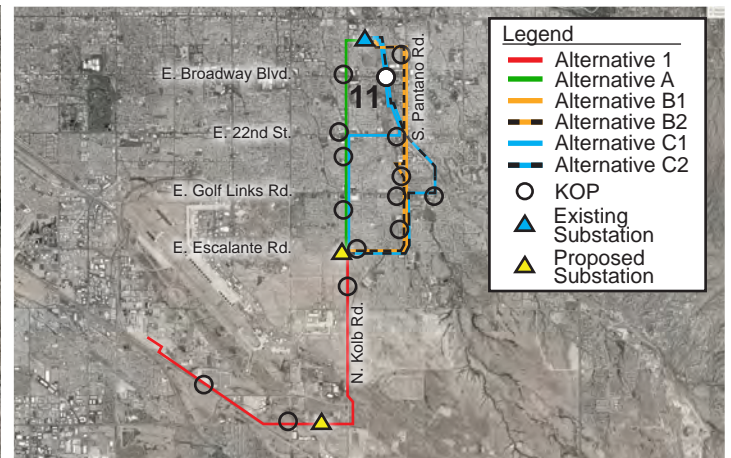 E. Broadway Blvd.
11
S. Pantano Rd.
E. 22nd St.
E. Golf Links Rd.
E. Escalante Rd.
N. Kolb Rd.
Legend
Alternative 1
Alternative A
Alternative B1
Alternative B2
Alternative C1
Alternative C2
KOP
Existing
Substation
Proposed
Substation